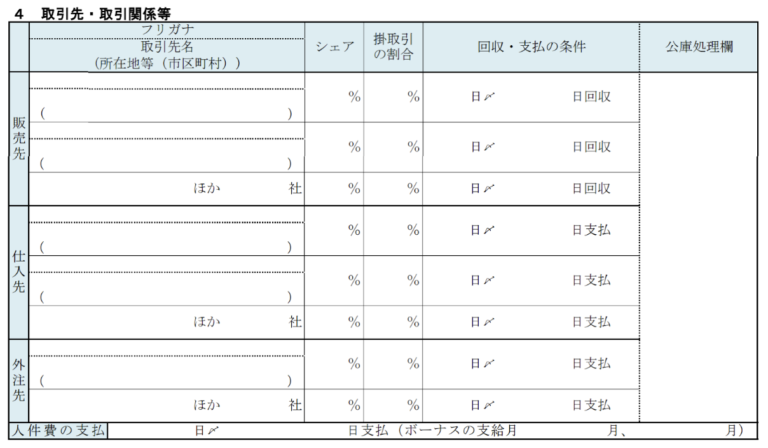 ４　取引先・取引関係等
フリガナ
取引先名
（所在地等（市区町村））
シェア
掛取引
の割合
回収・支払の条件
公庫処理欄
販売先
％　％　日〆　日回収
（　）
％　％　日〆　日回収
（　）
ほか　社　％　％　日〆　日回収
仕入先
％　％　日〆　日支払
（　）
％　％　日〆　日支払
（　）
ほか　社　％　％　日〆　日支払
外注先
％　％　日〆　日支払
（　）
ほか　社　％　％　日〆　日支払
人件費の支払　日〆　日支払（ボーナスの支給月　月、　月）